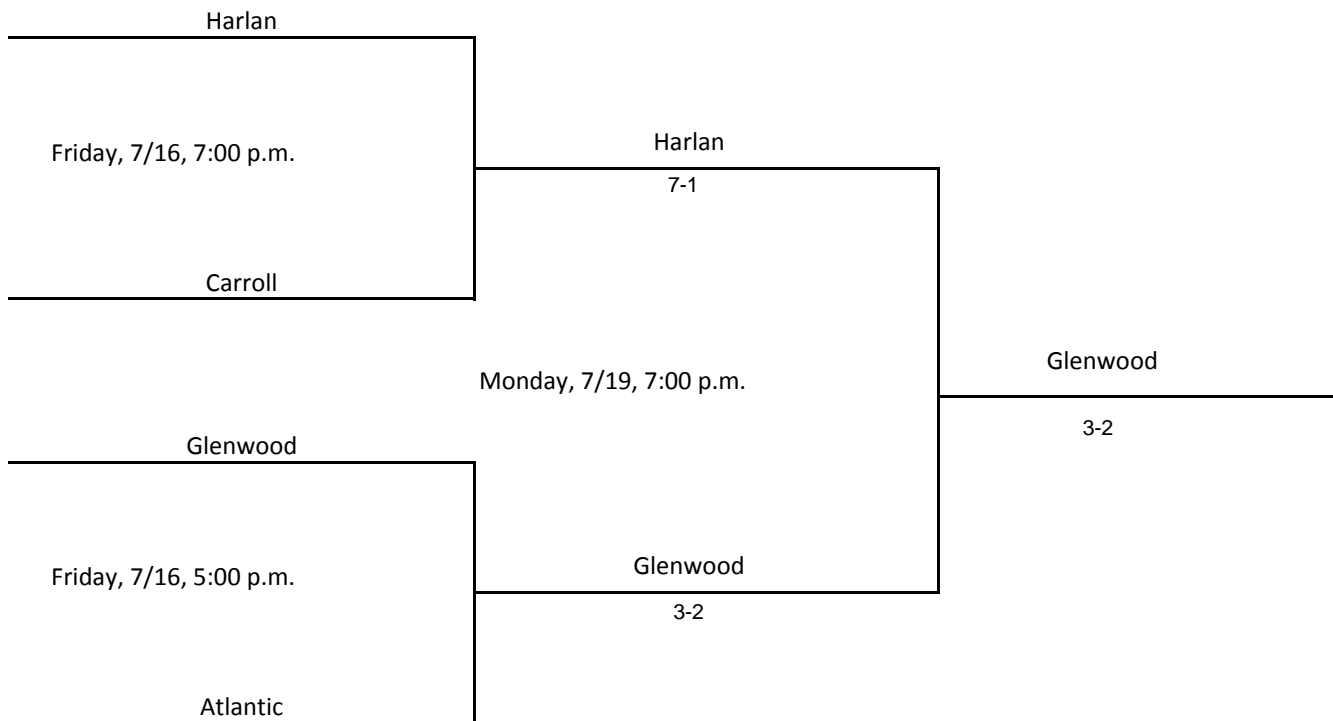 Harlan
Friday, 7/16, 7:00 p.m.
Harlan
7-1
Carroll
Monday, 7/19, 7:00 p.m.
Glenwood
3-2
Glenwood
Friday, 7/16, 5:00 p.m.
Glenwood
3-2
Atlantic